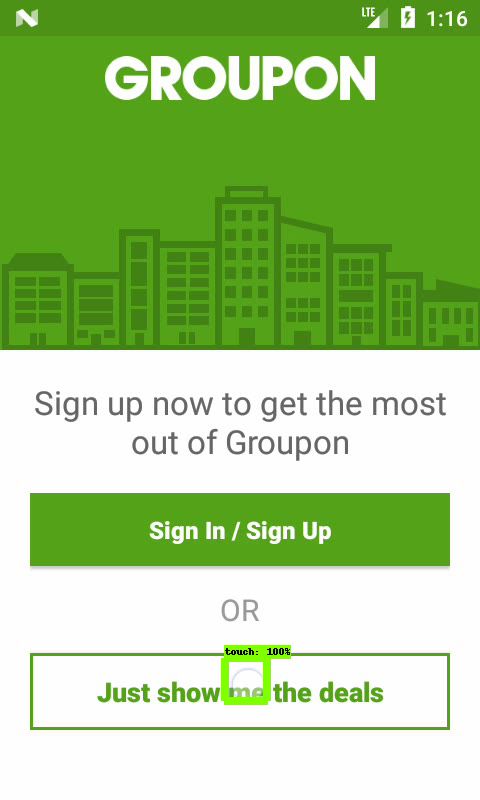 LTE 1:16
GROUPON
Sign up now to get the most
out of Groupon
Sign In / Sign Up
OR
touch: 100%
Just show me the deals